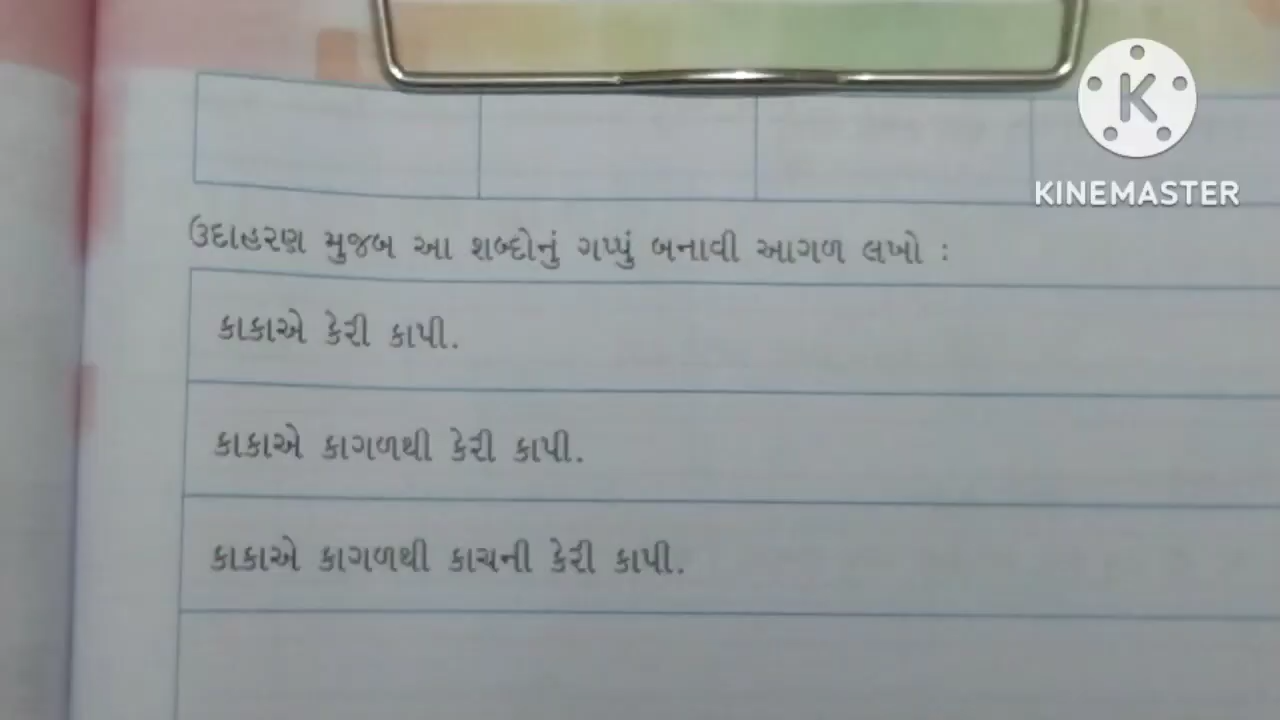 K
KINEMASTER
ઉદાહરણ મુજબ આ શબ્દોનું ગપ્પું બનાવી આગળ લખો :
કાકાએ કેરી કાપી.
કાકાએ કાગળથી કેરી કાપી.
કાકાએ કાગળથી કાચની કેરી કાપી.